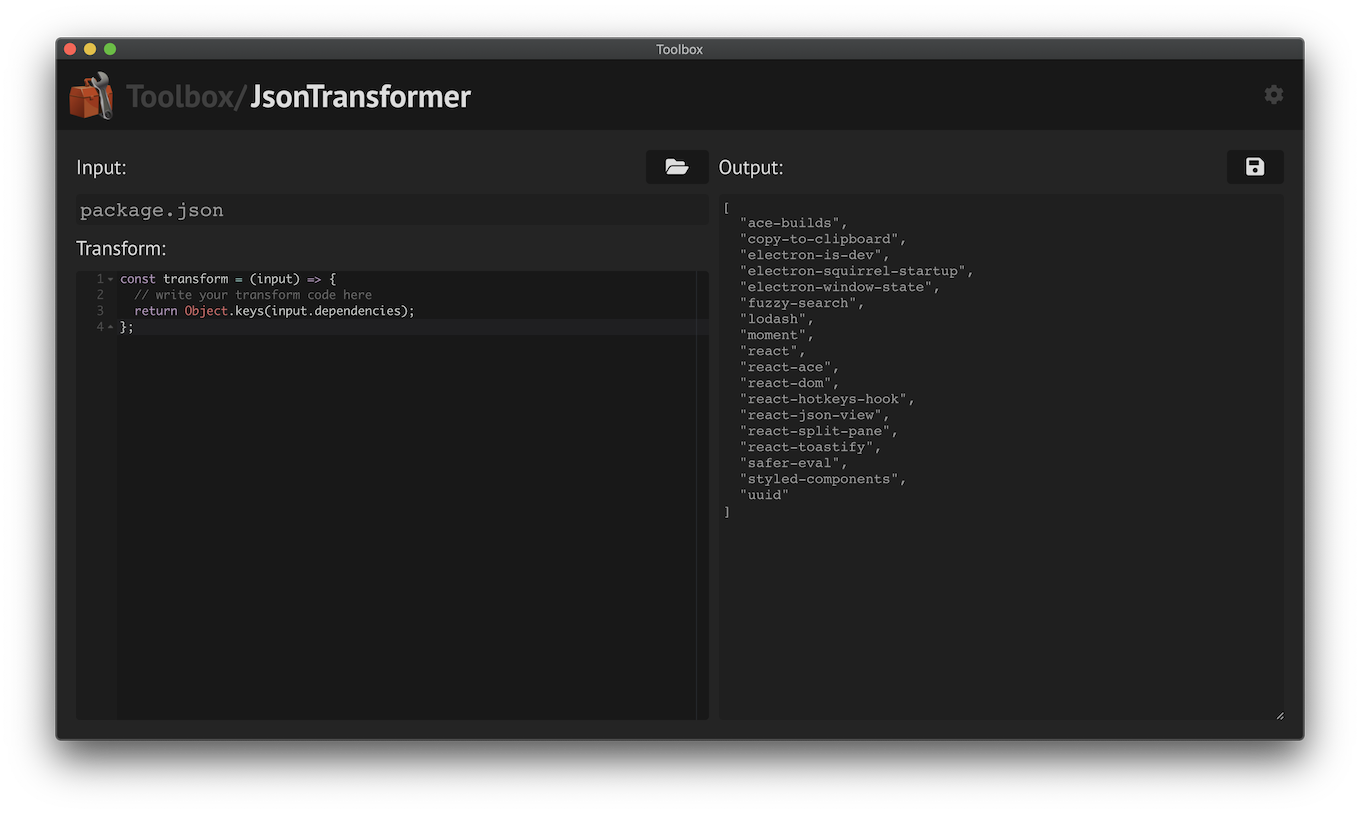 Toolbox
Toolbox/JsonTransformer
Input:
package.json
Transform:
1 const transform = (input) => {
2   // write your transform code here
3   return Object.keys(input.dependencies);
4 };
Output:
[
  "ace-builds",
  "copy-to-clipboard",
  "electron-is-dev",
  "electron-squirrel-startup",
  "electron-window-state",
  "fuzzy-search",
  "lodash",
  "moment",
  "react",
  "react-ace",
  "react-dom",
  "react-hotkeys-hook",
  "react-json-view",
  "react-split-pane",
  "react-toastify",
  "safer-eval",
  "styled-components",
  "uuid"
]